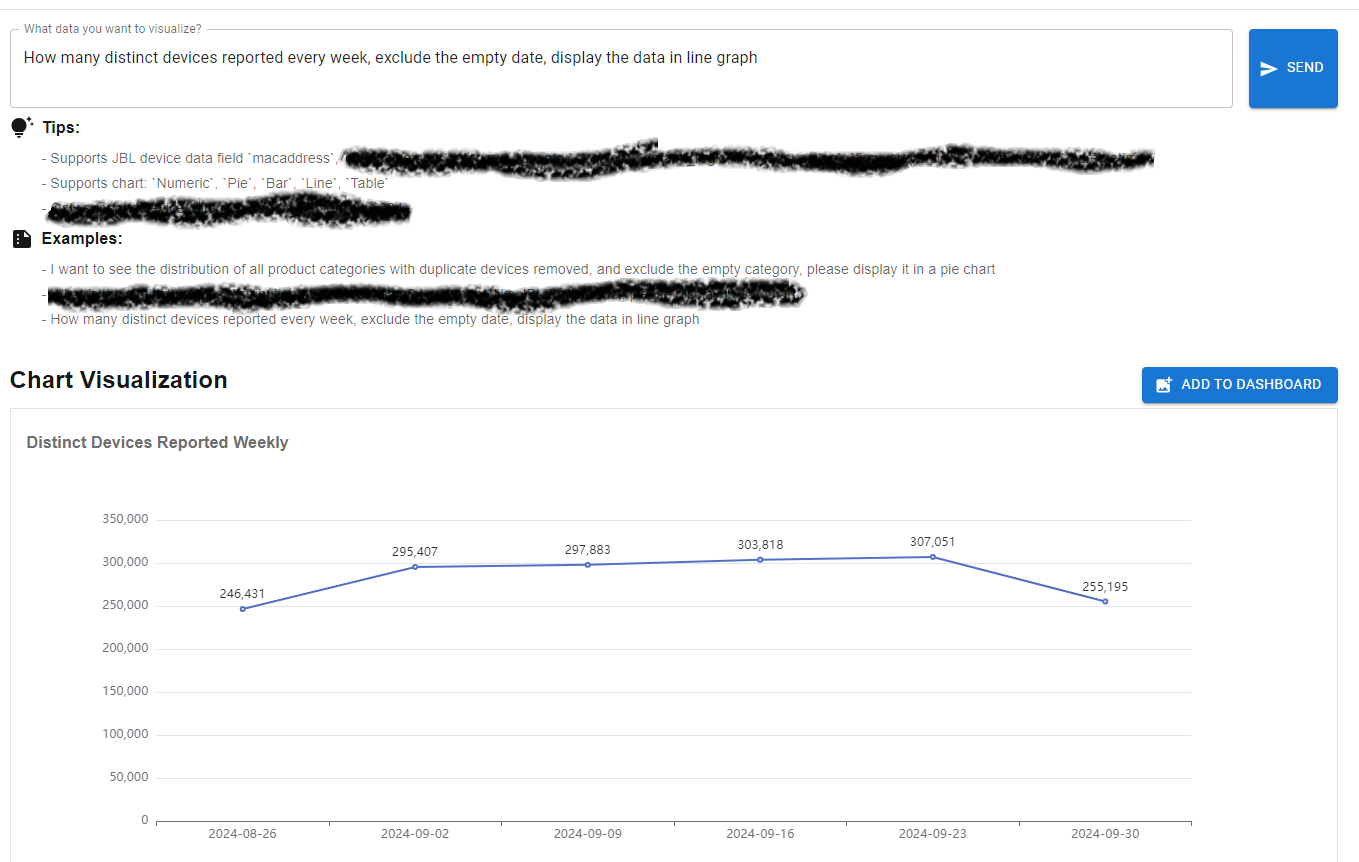 What data you want to visualize?
How many distinct devices reported every week, exclude the empty date, display the data in line graph
SEND
Tips:
- Supports JBL device data field `macaddress`,
- Supports chart: `Numeric`, `Pie`, `Bar`, `Line`, `Table`
-
Examples:
- I want to see the distribution of all product categories with duplicate devices removed, and exclude the empty category, please display it in a pie chart
-
- How many distinct devices reported every week, exclude the empty date, display the data in line graph
Chart Visualization
ADD TO DASHBOARD
Distinct Devices Reported Weekly
350,000
300,000
250,000
200,000
150,000
100,000
50,000
0
246,431
295,407
297,883
303,818
307,051
255,195
2024-08-26
2024-09-02
2024-09-09
2024-09-16
2024-09-23
2024-09-30